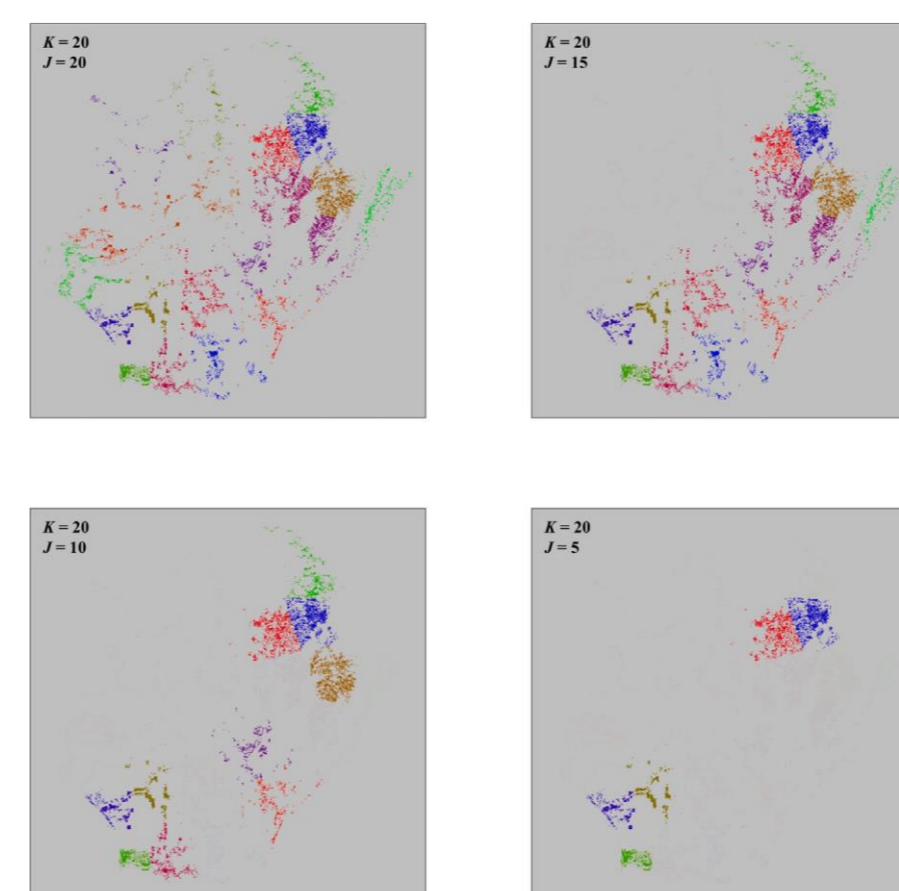 K = 20
J = 20
K = 20
J = 15
K = 20
J = 10
K = 20
J = 5